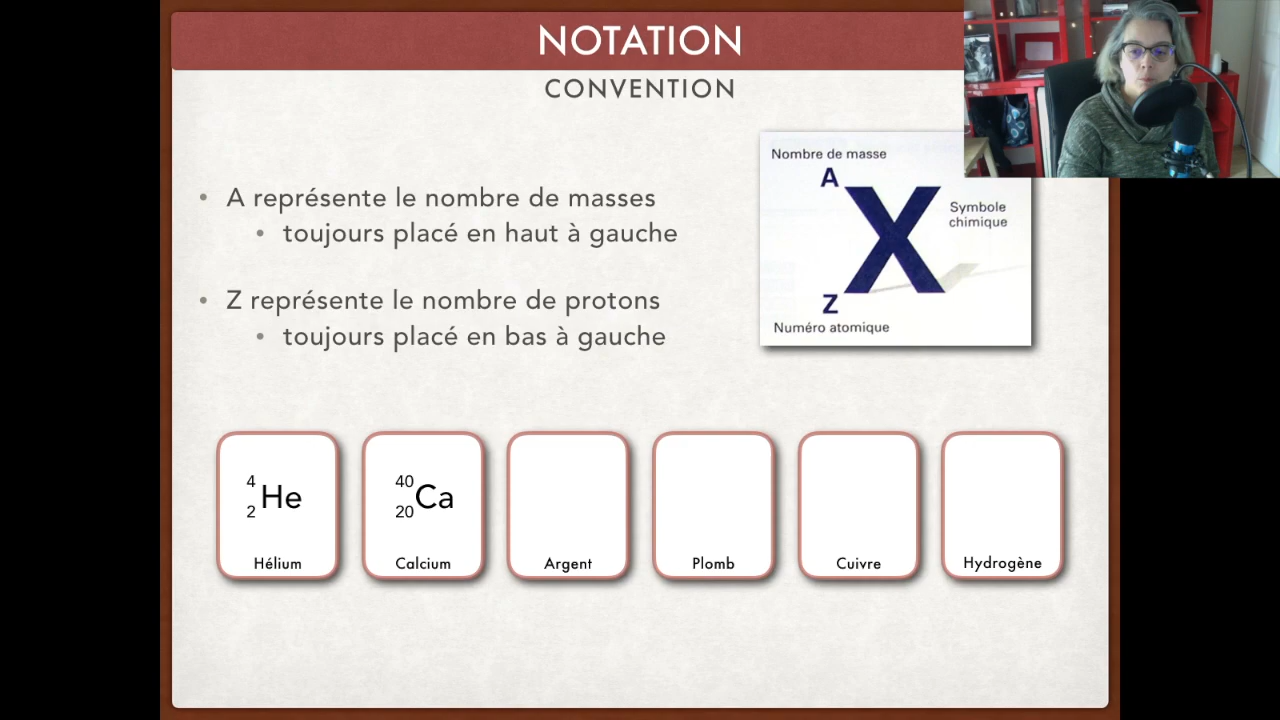 NOTATION
CONVENTION
• A représente le nombre de masses
• toujours placé en haut à gauche
• Z représente le nombre de protons
• toujours placé en bas à gauche
Nombre de masse
A
X
Symbole
chimique
Z
Numéro atomique
4
2
He
Hélium
40
20
Ca
Calcium
Argent
Plomb
Cuivre
Hydrogène